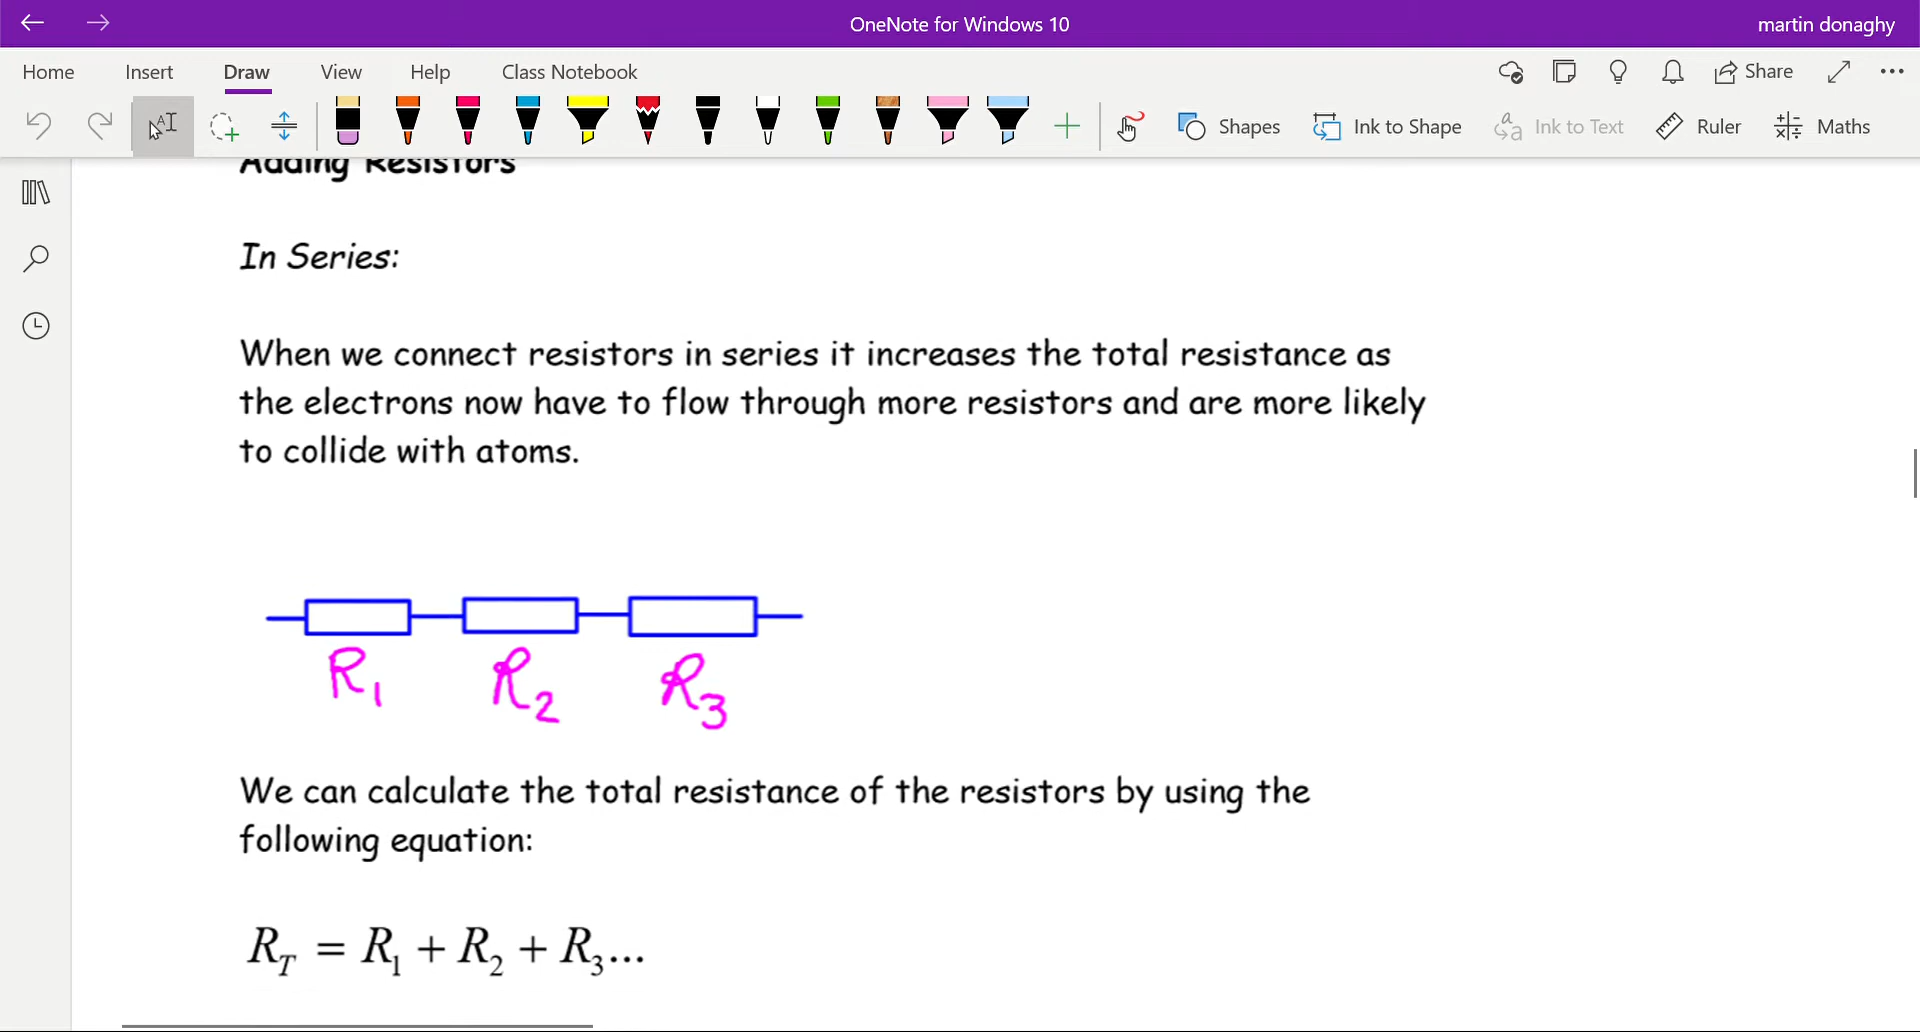 OneNote for Windows 10
martin donaghy
Home Insert Draw View Help Class Notebook
Share
Shapes Ink to Shape Ink to Text Ruler Maths
Adding Resistors
In Series:
When we connect resistors in series it increases the total resistance as
the electrons now have to flow through more resistors and are more likely
to collide with atoms.
R₁ R₂ R₃
We can calculate the total resistance of the resistors by using the
following equation:
R_T = R₁ + R₂ + R₃...